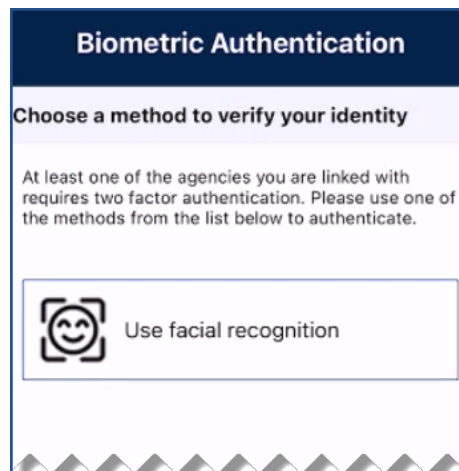 Biometric Authentication
Choose a method to verify your identity
At least one of the agencies you are linked with
requires two factor authentication. Please use one of
the methods from the list below to authenticate.
Use facial recognition